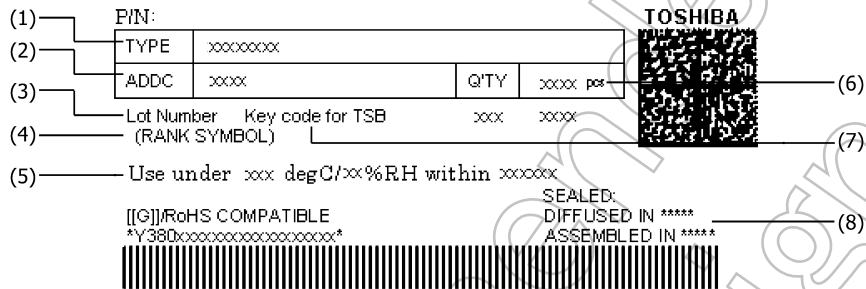 P/N: TOSHIBA
(1) TYPE xxxxxxxx
(2) ADDC xxxx Q'TY xxxx pcs (6)
(3) Lot Number Key code for TSB xxx xxxx
(4) (RANK SYMBOL) (7)
(5) Use under xxx degC/xx%RH within xxxxxx
SEALED:
[[G]]/RoHS COMPATIBLE DIFFUSED IN ***** (8)
*Y380xxxxxxxxxxxxxxxxxx* ASSEMBLED IN *****